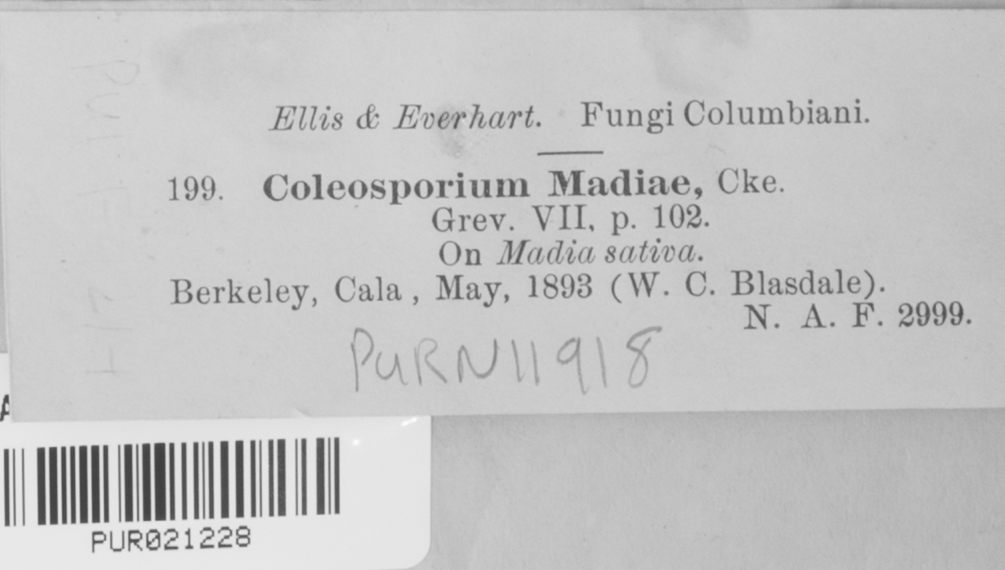 Ellis & Everhart. Fungi Columbiani.
199. Coleosporium Madiae, Cke.
Grev. VII, p. 102.
On Madia sativa.
Berkeley, Cala, May, 1893 (W. C. Blasdale).
N. A. F. 2999.
PURN11918
PUR021228